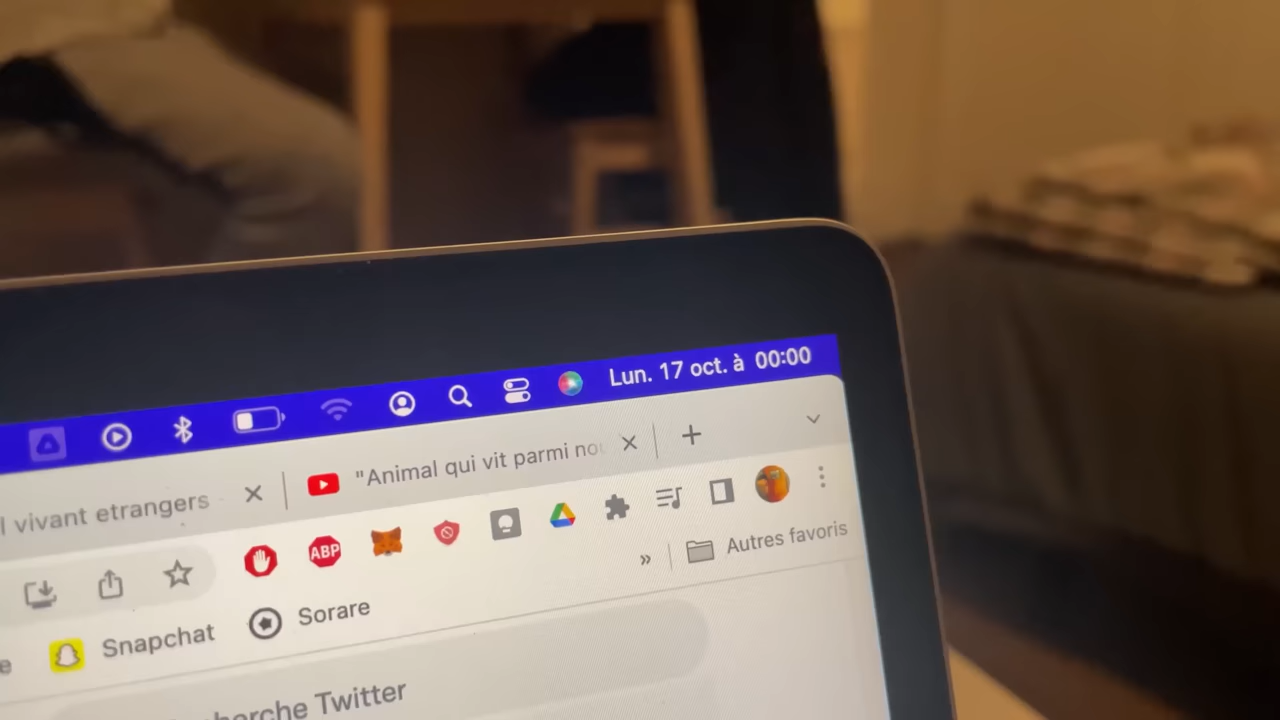 Lun. 17 oct. à 00:00
l vivant etrangers
"Animal qui vit parmi no
ABP
Autres favoris
Snapchat
Sorare
Twitter